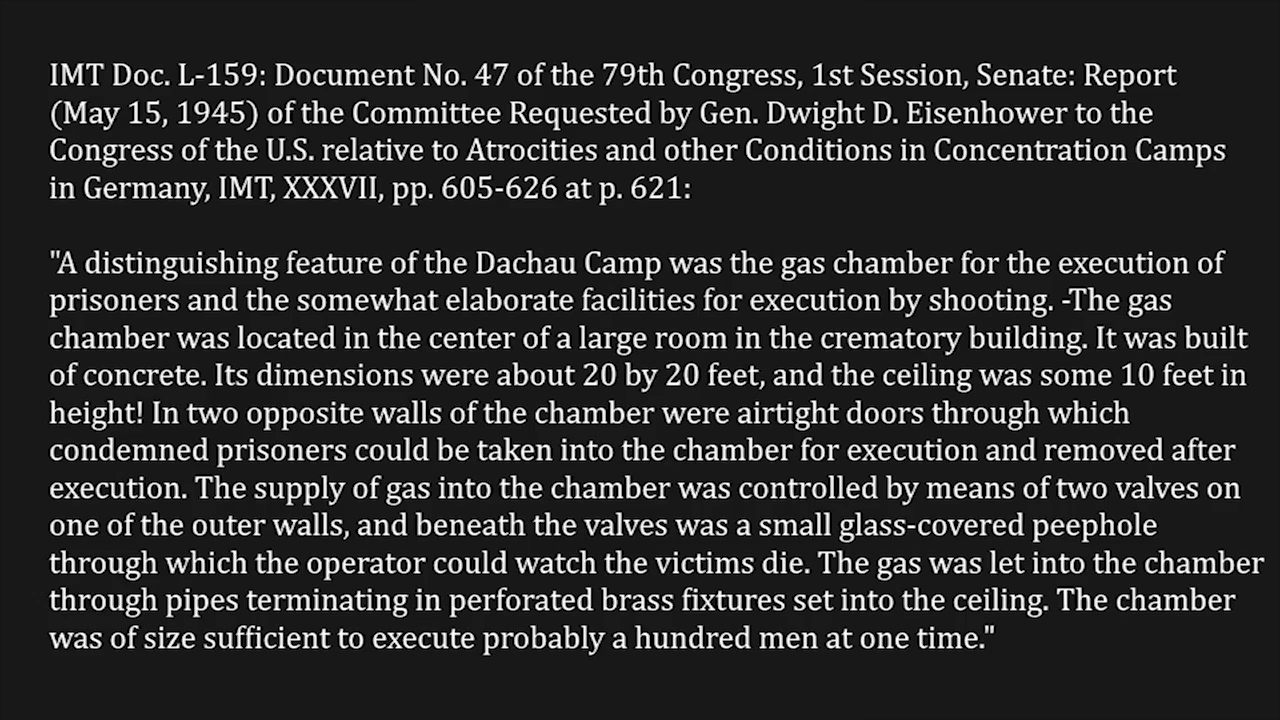 IMT Doc. L-159: Document No. 47 of the 79th Congress, 1st Session, Senate: Report
(May 15, 1945) of the Committee Requested by Gen. Dwight D. Eisenhower to the
Congress of the U.S. relative to Atrocities and other Conditions in Concentration Camps
in Germany, IMT, XXXVII, pp. 605-626 at p. 621:
"A distinguishing feature of the Dachau Camp was the gas chamber for the execution of
prisoners and the somewhat elaborate facilities for execution by shooting. -The gas
chamber was located in the center of a large room in the crematory building. It was built
of concrete. Its dimensions were about 20 by 20 feet, and the ceiling was some 10 feet in
height! In two opposite walls of the chamber were airtight doors through which
condemned prisoners could be taken into the chamber for execution and removed after
execution. The supply of gas into the chamber was controlled by means of two valves on
one of the outer walls, and beneath the valves was a small glass-covered peephole
through which the operator could watch the victims die. The gas was let into the chamber
through pipes terminating in perforated brass fixtures set into the ceiling. The chamber
was of size sufficient to execute probably a hundred men at one time."